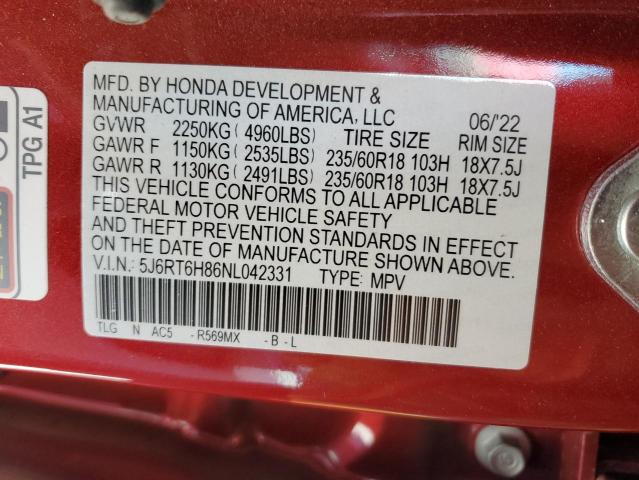 MFD. BY HONDA DEVELOPMENT &
MANUFACTURING OF AMERICA, LLC 06/'22
GVWR 2250KG( 4960LBS) TIRE SIZE RIM SIZE
GAWR F 1150KG( 2535LBS) 235/60R18 103H 18X7.5J
GAWR R 1130KG( 2491LBS) 235/60R18 103H 18X7.5J
THIS VEHICLE CONFORMS TO ALL APPLICABLE
FEDERAL MOTOR VEHICLE SAFETY
AND THEFT PREVENTION STANDARDS IN EFFECT
ON THE DATE OF MANUFACTURE SHOWN ABOVE.
V.I.N.: 5J6RT6H86NL042331 TYPE: MPV
TLG N AC5 -R569MX -B-L
TPG A1